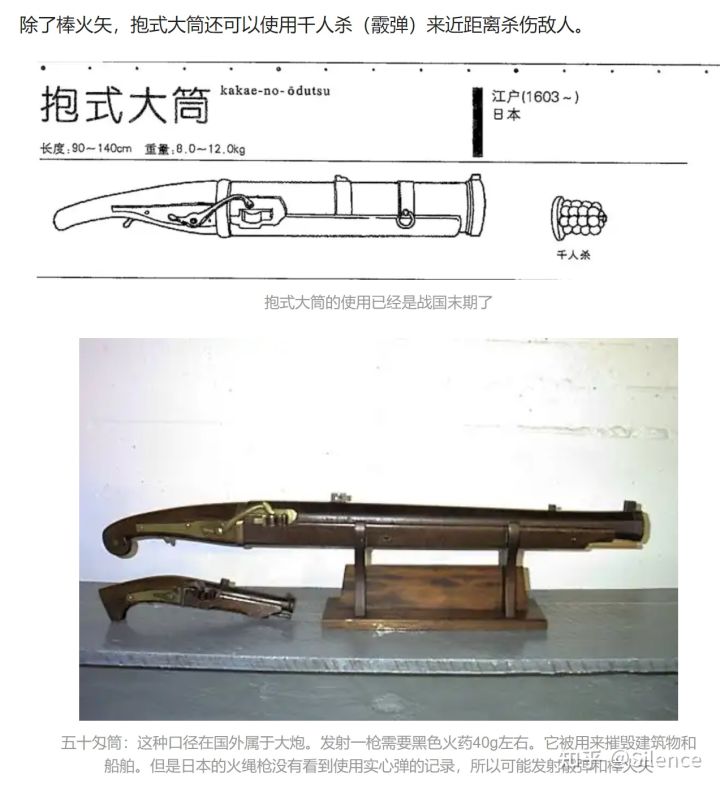 除了棒火矢，抱式大筒还可以使用千人杀（霰弹）来近距离杀伤敌人。
抱式大筒 kakae-no-ōdutsu
江户(1603～)
日本
长度:90～140cm 重量:8.0～12.0kg
千人杀
抱式大筒的使用已经是战国末期了
五十匁筒：这种口径在国外属于大炮。发射一枪需要黑色火药40g左右。它被用来摧毁建筑物和
船舶。但是日本的火绳枪没有看到使用实心弹的记录，所以可能发射霰弹和棒火矢
知乎 @Silence